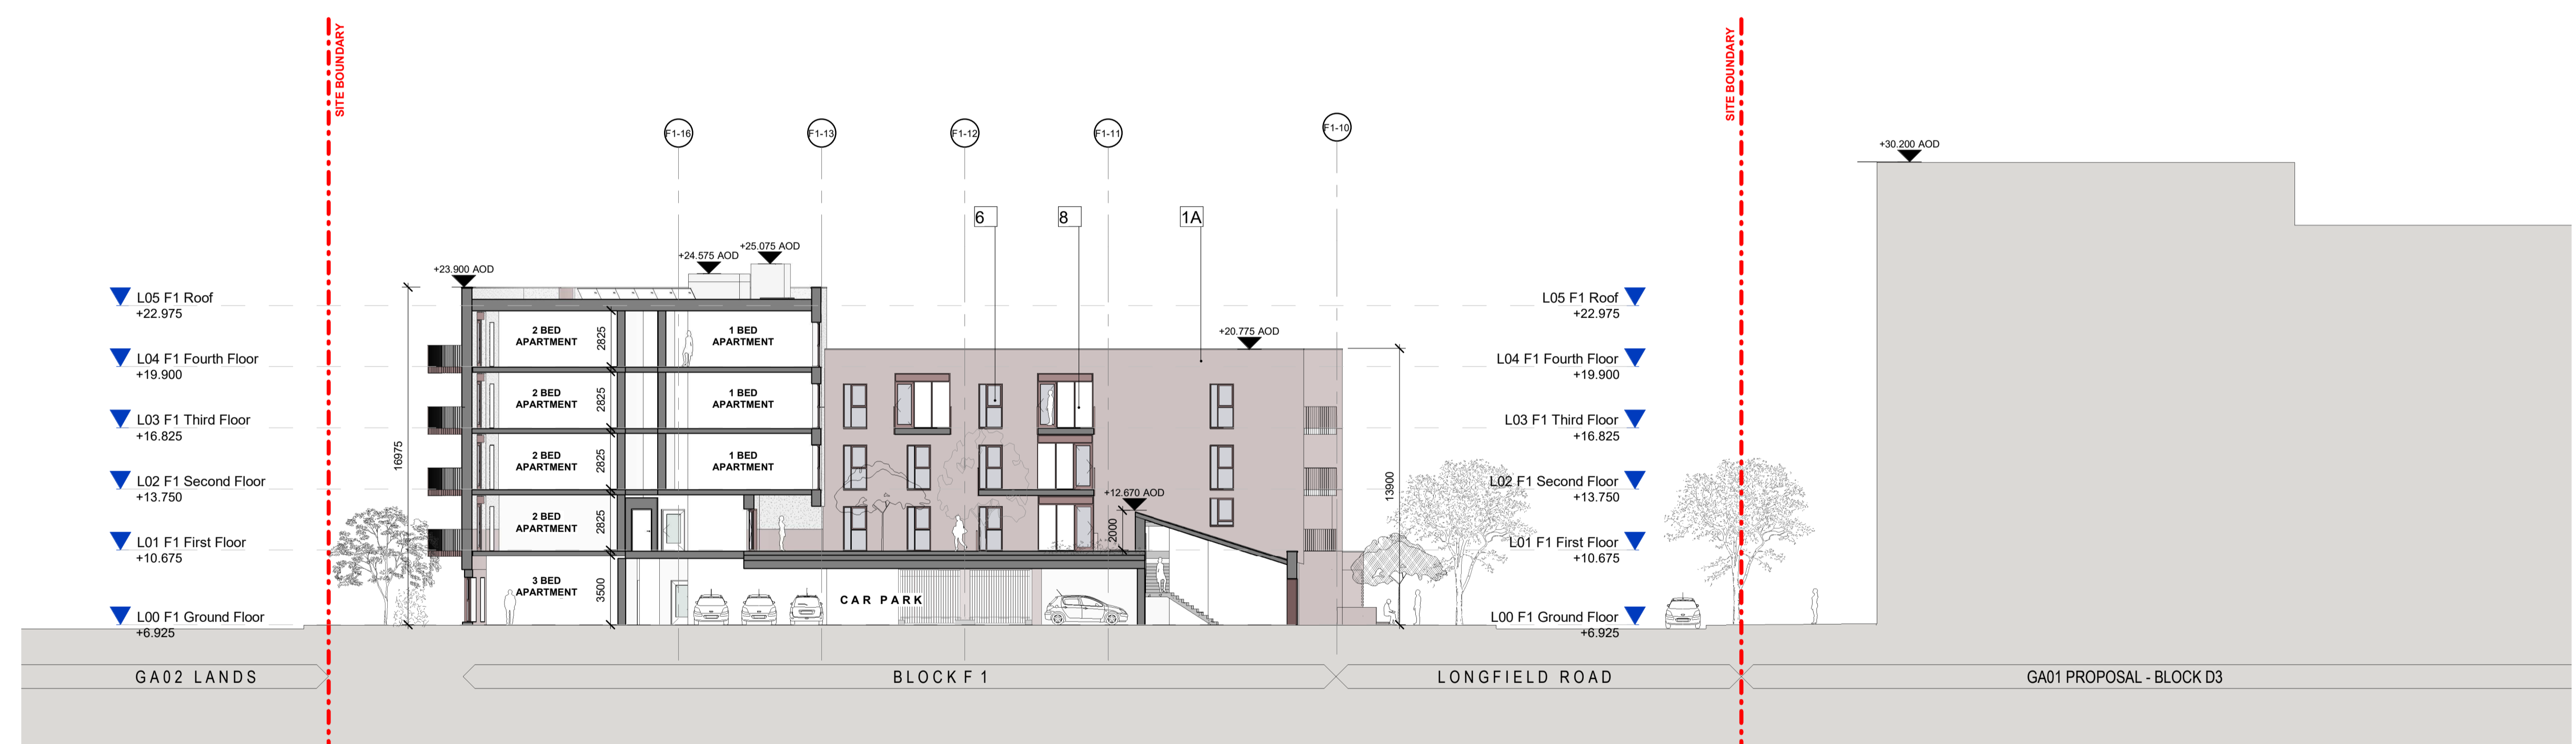 SITE BOUNDARY
SITE BOUNDARY
F1-16
F1-13
F1-12
F1-11
F1-10
+30.200 AOD
6
8
1A
+25.075 AOD
+24.575 AOD
+23.900 AOD
L05 F1 Roof
+22.975
L04 F1 Fourth Floor
+19.900
L03 F1 Third Floor
+16.825
L02 F1 Second Floor
+13.750
L01 F1 First Floor
+10.675
L00 F1 Ground Floor
+6.925
16975
2 BED
APARTMENT
2825
1 BED
APARTMENT
2 BED
APARTMENT
2825
1 BED
APARTMENT
2 BED
APARTMENT
2825
1 BED
APARTMENT
2 BED
APARTMENT
2825
3 BED
APARTMENT
3500
CAR PARK
+20.775 AOD
+12.670 AOD
2000
13900
L05 F1 Roof
+22.975
L04 F1 Fourth Floor
+19.900
L03 F1 Third Floor
+16.825
L02 F1 Second Floor
+13.750
L01 F1 First Floor
+10.675
L00 F1 Ground Floor
+6.925
GA02 LANDS
BLOCK F 1
LONGFIELD ROAD
GA01 PROPOSAL - BLOCK D3